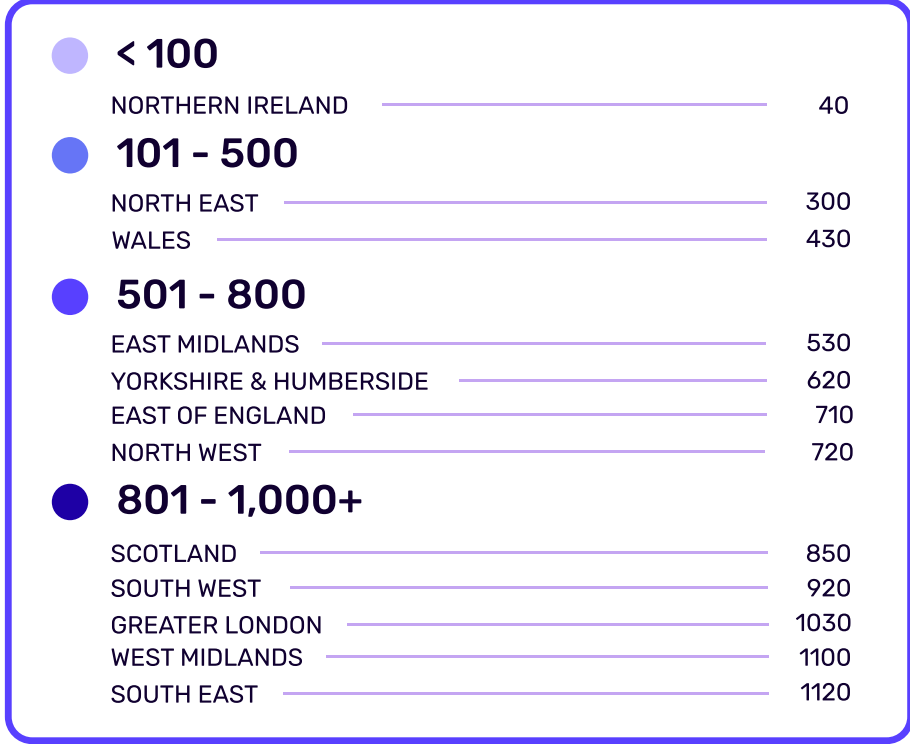 < 100
NORTHERN IRELAND 40
101 - 500
NORTH EAST 300
WALES 430
501 - 800
EAST MIDLANDS 530
YORKSHIRE & HUMBERSIDE 620
EAST OF ENGLAND 710
NORTH WEST 720
801 - 1,000+
SCOTLAND 850
SOUTH WEST 920
GREATER LONDON 1030
WEST MIDLANDS 1100
SOUTH EAST 1120